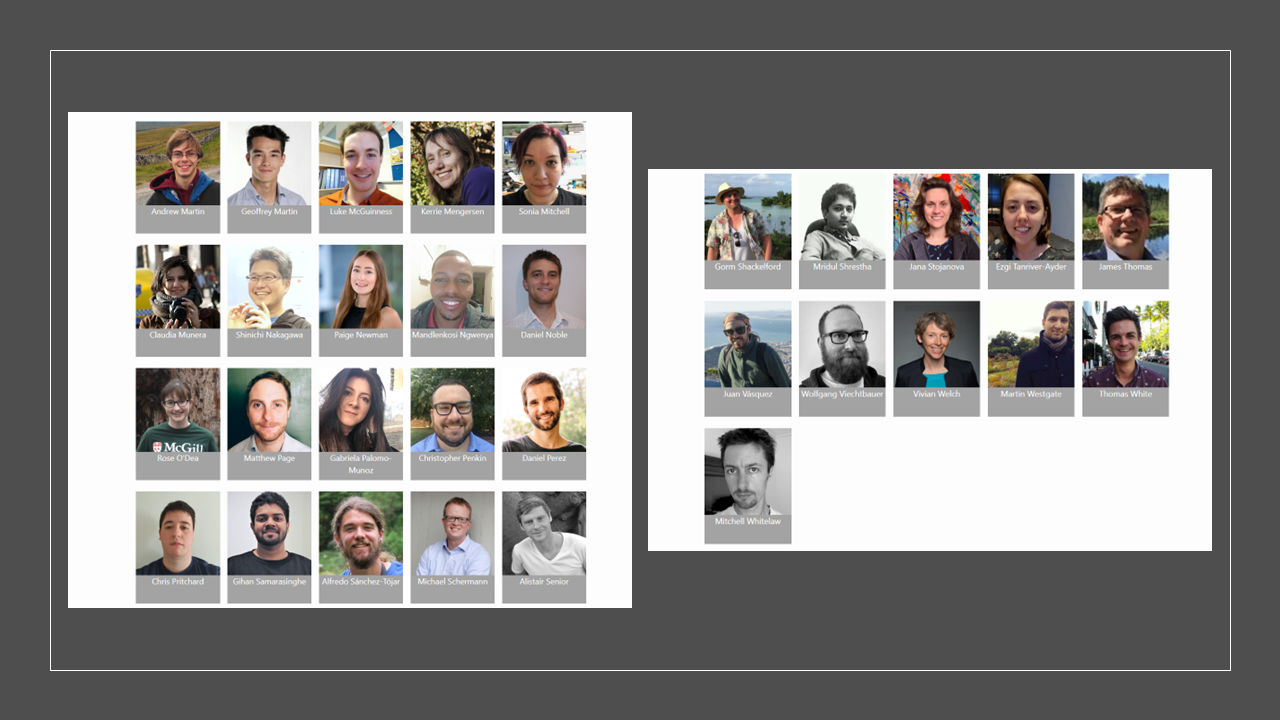 Andrew Martin
Geoffrey Martin
Luke McGuinness
Kerrie Mengersen
Sonia Mitchell
Claudia Munera
Shinichi Nakagawa
Paige Newman
Mandlenkosi Ngwenya
Daniel Noble
McGill
Rose O'Dea
Matthew Page
Gabriela Palomo-
Munoz
Christopher Penkin
Daniel Perez
Chris Pritchard
Gihan Samarasinghe
Alfredo Sánchez-Tójar
Michael Schermann
Alistair Senior
Gorm Shackelford
Mridul Shrestha
Jana Stojanova
Ezgi Tanriver-Ayder
James Thomas
Juan Vásquez
Wolfgang Viechtbauer
Vivian Welch
Martin Westgate
Thomas White
Mitchell Whitelaw